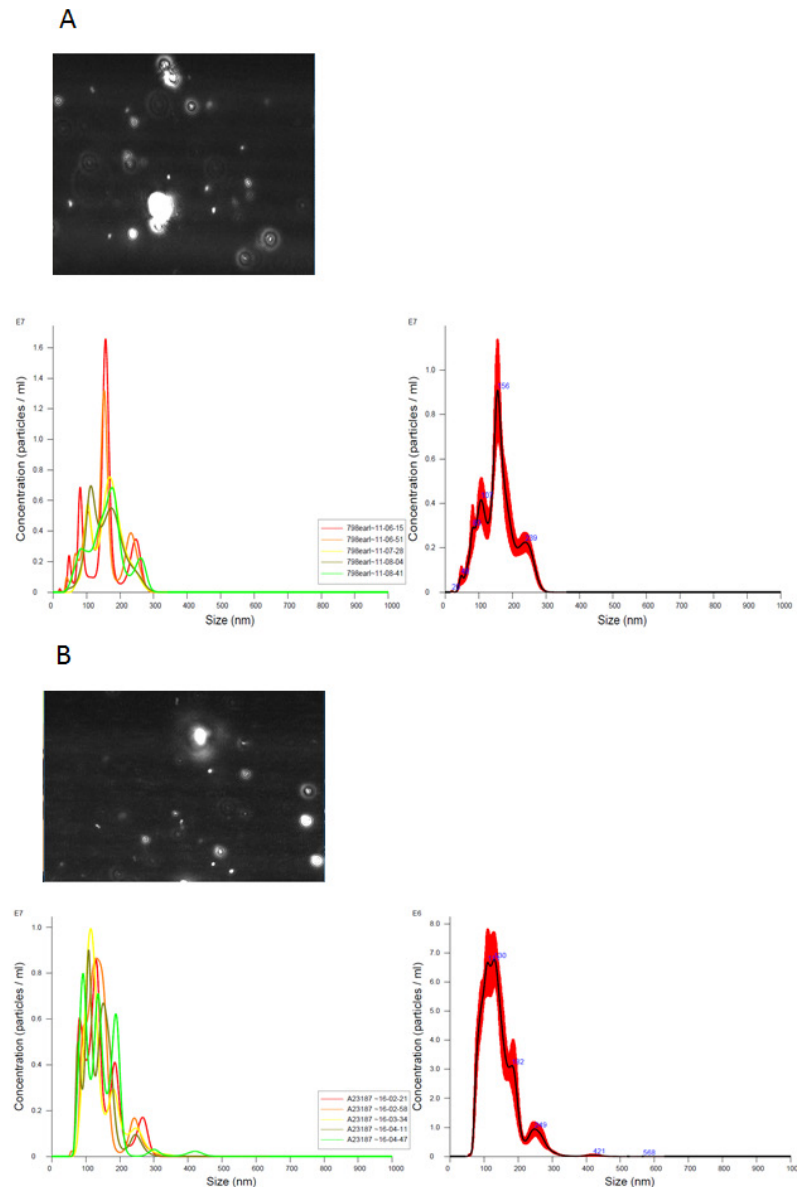 A
E7
1.6
1.4
1.2
1.0
0.8
0.6
0.4
0.2
0
Concentration (particles / ml)
798earl~11-06-15
798earl~11-06-51
798earl~11-07-28
798earl~11-08-04
798earl~11-08-41
0 100 200 300 400 500 600 700 800 900 1000
Size (nm)
E7
1.0
0.8
0.6
0.4
0.2
0
Concentration (particles / ml)
0 100 200 300 400 500 600 700 800 900 1000
Size (nm)
B
E7
1.0
0.8
0.6
0.4
0.2
0
Concentration (particles / ml)
A23187 ~16-02-21
A23187 ~16-02-58
A23187 ~16-03-34
A23187 ~16-04-11
A23187 ~16-04-47
0 100 200 300 400 500 600 700 800 900 1000
Size (nm)
E6
8.0
7.0
6.0
5.0
4.0
3.0
2.0
1.0
0
Concentration (particles / ml)
421
568
0 100 200 300 400 500 600 700 800 900 1000
Size (nm)